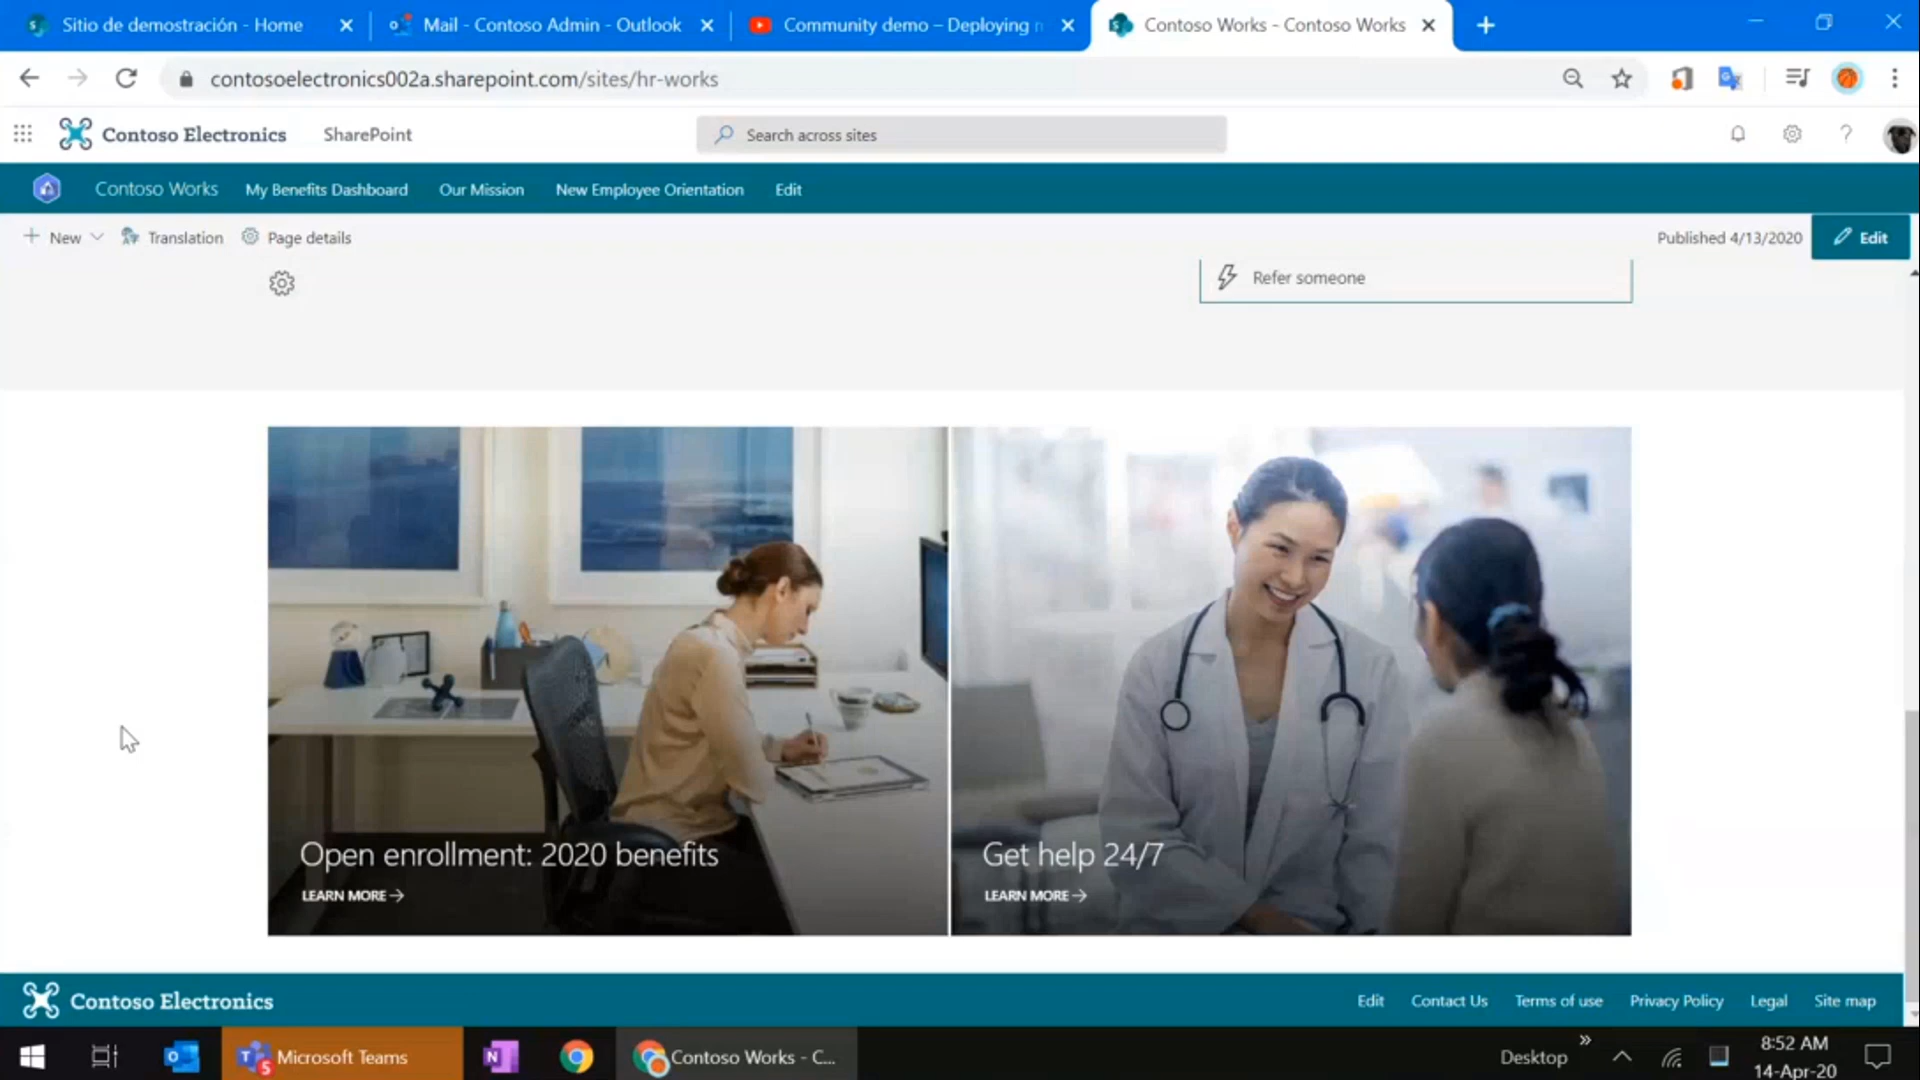 Sitio de demostración - Home
Mail - Contoso Admin - Outlook
Community demo – Deploying
Contoso Works - Contoso Works
contosoelectronics002a.sharepoint.com/sites/hr-works
Contoso Electronics
SharePoint
Search across sites
Contoso Works
My Benefits Dashboard
Our Mission
New Employee Orientation
Edit
New
Translation
Page details
Published 4/13/2020
Edit
Refer someone
Open enrollment: 2020 benefits
LEARN MORE
Get help 24/7
LEARN MORE
Contoso Electronics
Edit
Contact Us
Terms of use
Privacy Policy
Legal
Site map
Microsoft Teams
Contoso Works - C...
Desktop
8:52 AM
14-Apr-20